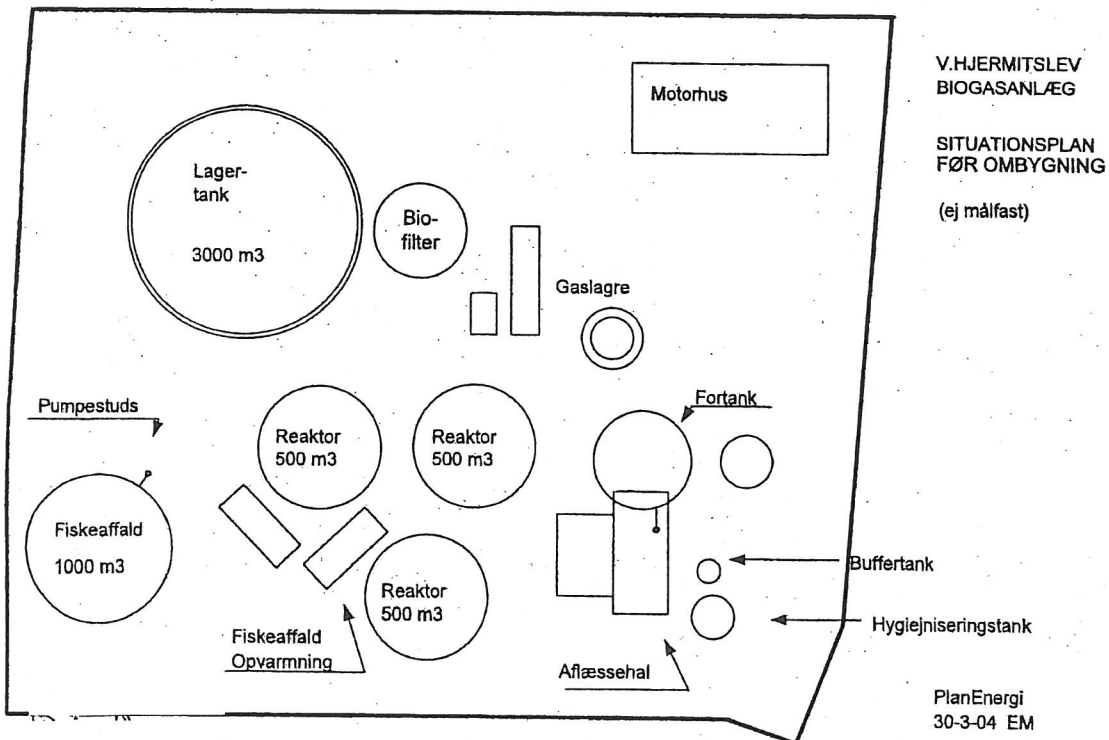 V.HJERMITSLEV
BIOGASANLÆG
SITUATIONSPLAN
FØR OMBYGNING
(ej målfast)
Motorhus
Lager-
tank
3000 m3
Bio-
filter
Gaslagre
Pumpestuds
Fortank
Reaktor
500 m3
Reaktor
500 m3
Fiskeaffald
1000 m3
Reaktor
500 m3
Buffertank
Hygiejniseringstank
Fiskeaffald
Opvarmning
Aflæssehal
PlanEnergi
30-3-04 EM